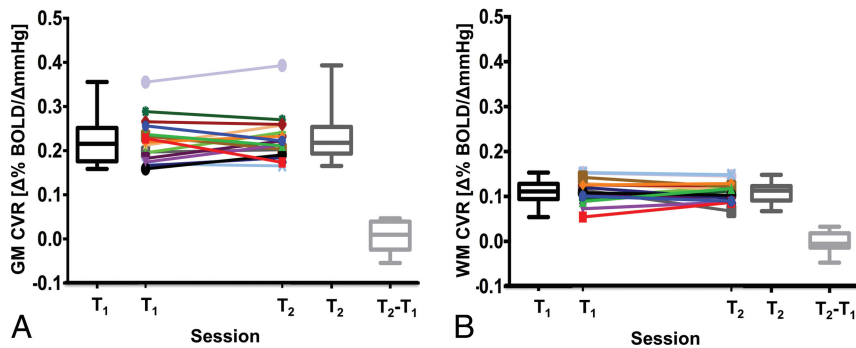 GM CVR [Δ% BOLD/ΔmmHg]
0.5
0.4
0.3
0.2
0.1
0.0
-0.1
T₁
T₁
T₂
T₂
T₂-T₁
Session
A
WM CVR [Δ% BOLD/ΔmmHg]
0.5
0.4
0.3
0.2
0.1
0.0
-0.1
T₁
T₁
T₂
T₂
T₂-T₁
Session
B